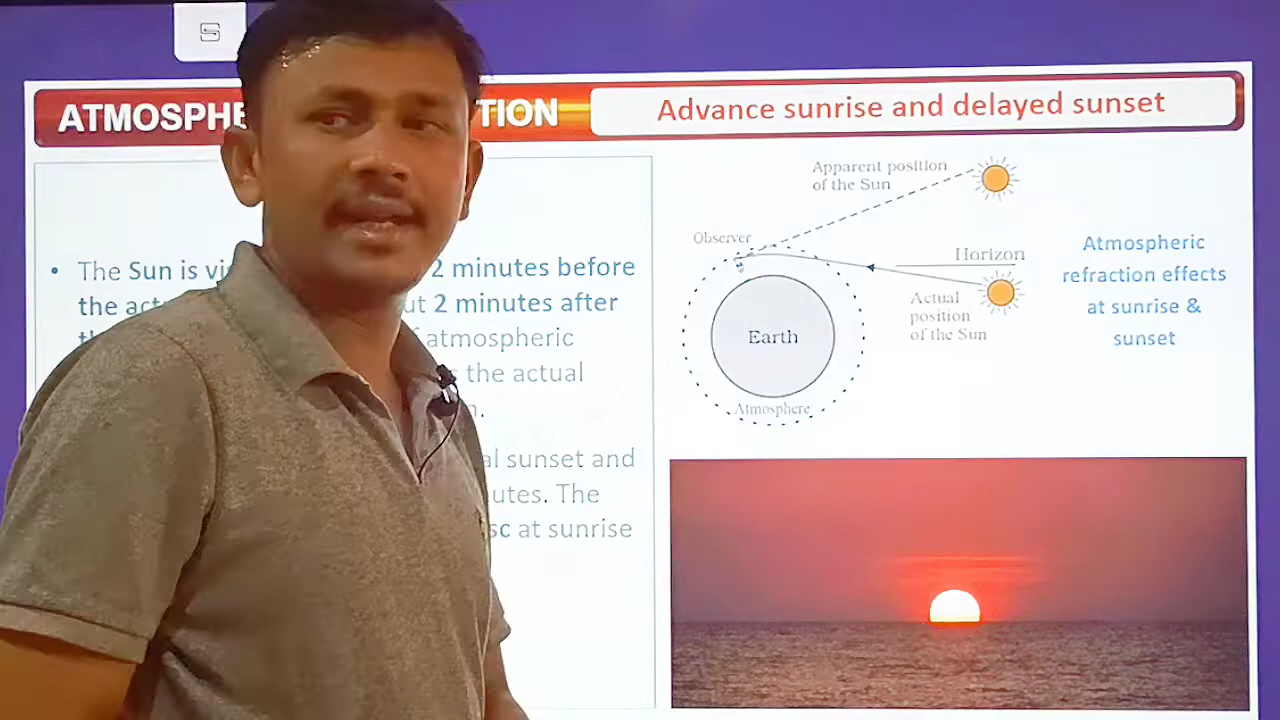 ATMOSPHE TION
Advance sunrise and delayed sunset
• The Sun is vi 2 minutes before
the act ut 2 minutes after
th f atmospheric
the actual
n.
al sunset and
utes. The
sc at sunrise
Apparent position
of the Sun
Observer
Horizon
Actual
position
of the Sun
Earth
Atmosphere
Atmospheric
refraction effects
at sunrise &
sunset